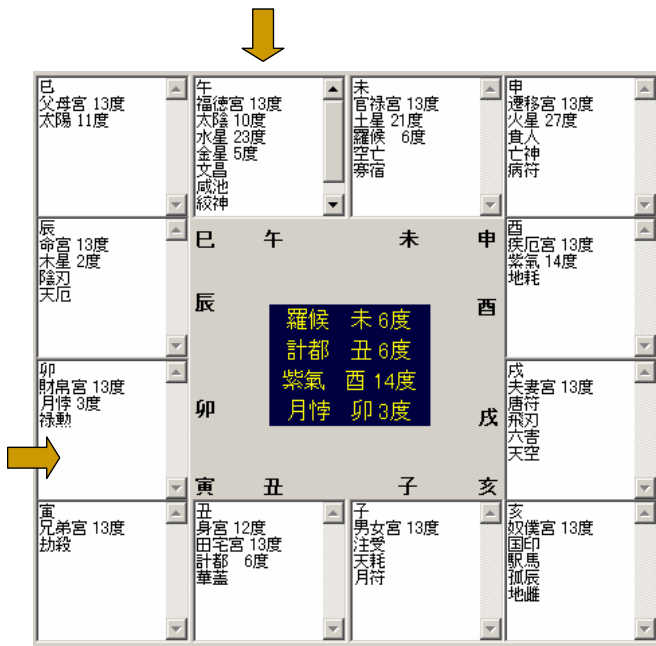 巳
父母宮 13度
太陽 11度
午
福徳宮 13度
太陰 10度
水星 23度
金星 5度
文昌
咸池
絞神
未
官禄宮 13度
土星 21度
羅候　6度
空亡
寡宿
申
遷移宮 13度
火星 27度
貴人
亡神
病符
辰
命宮 13度
木星 2度
陰刃
天厄
巳 午 未 申
辰 酉
羅候 未 6度
計都 丑 6度
紫氣 酉 14度
月悖 卯 3度
卯 戌
寅 丑 子 亥
酉
疾厄宮 13度
紫氣 14度
地耗
卯
財帛宮 13度
月悖 3度
禄勲
戌
夫妻宮 13度
唐符
飛刃
六害
天空
寅
兄弟宮 13度
劫殺
丑
身宮 12度
田宅宮 13度
計都　6度
華蓋
子
男女宮 13度
注受
天耗
月符
亥
奴僕宮 13度
国印
駅馬
孤辰
地雌